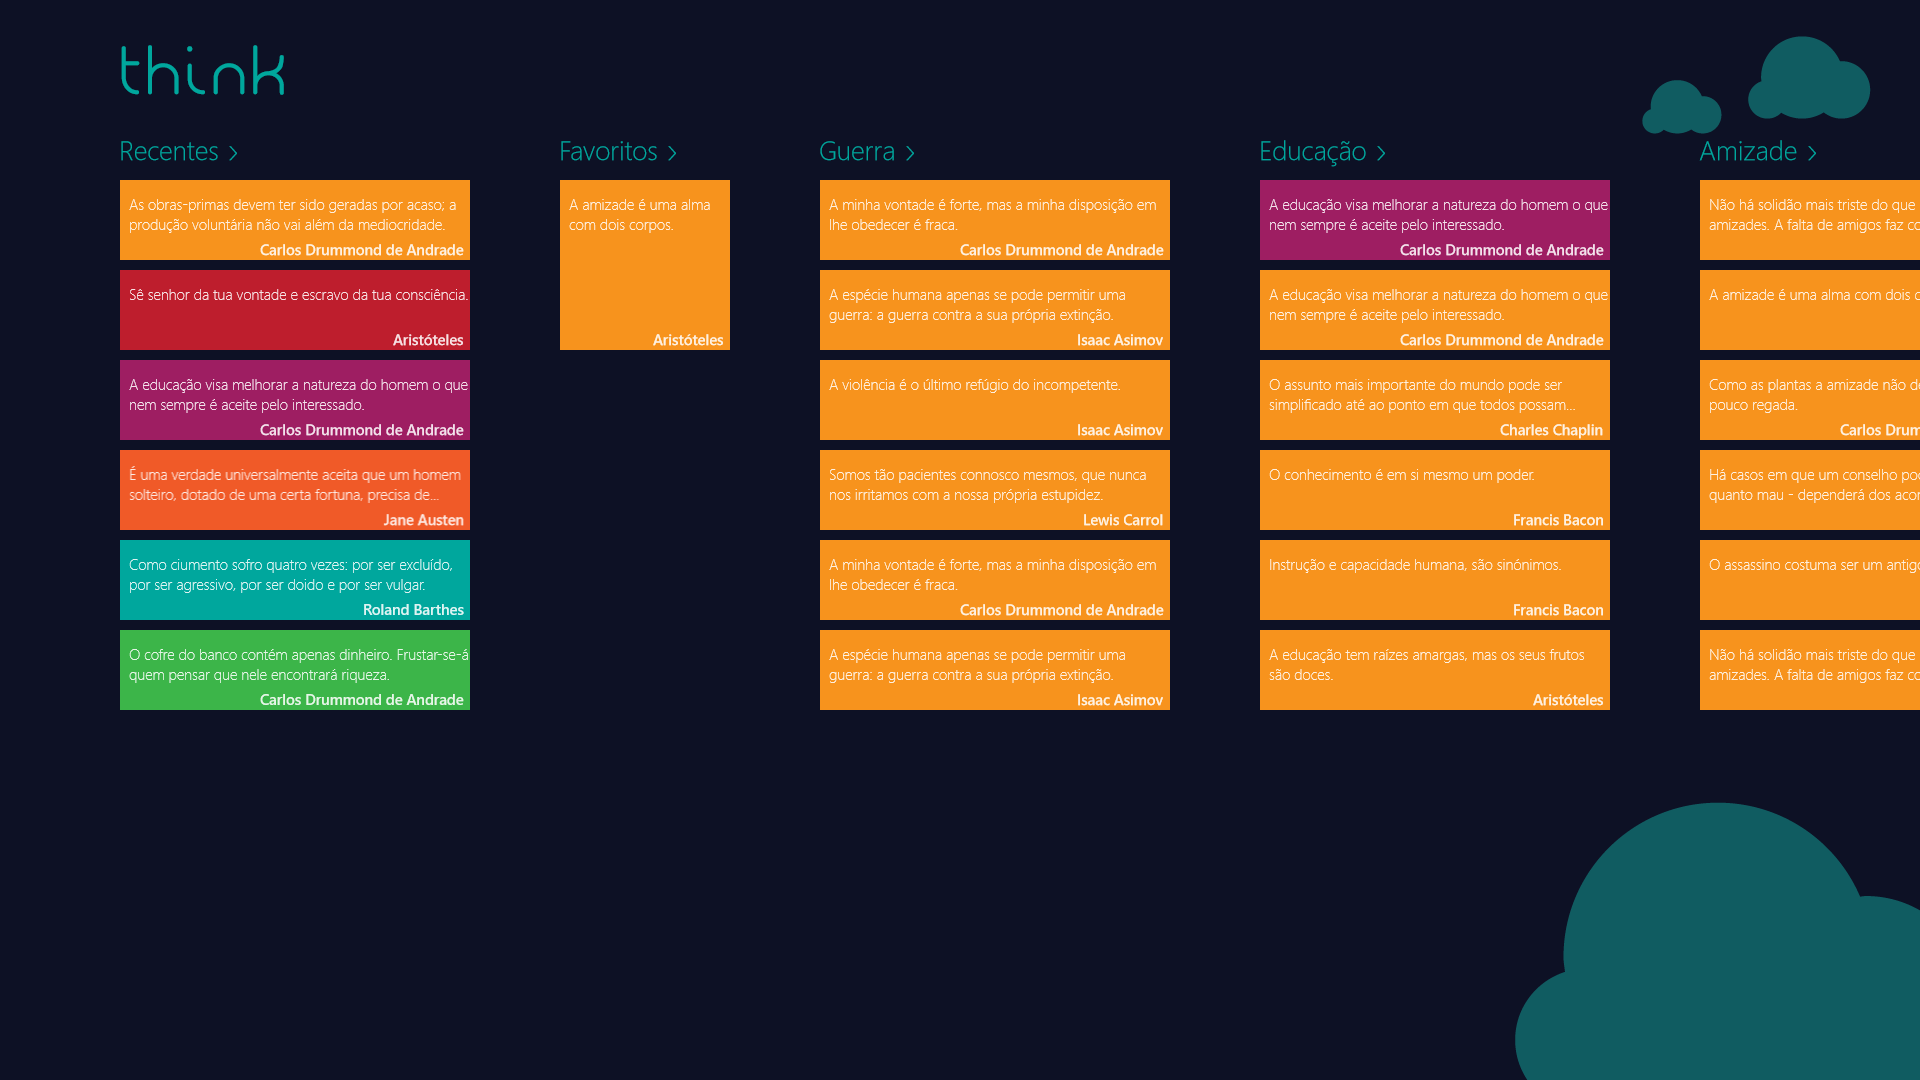 think
Recentes >
As obras-primas devem ter sido geradas por acaso; a
produção voluntária não vai além da mediocridade.
Carlos Drummond de Andrade
Sê senhor da tua vontade e escravo da tua consciência.
Aristóteles
A educação visa melhorar a natureza do homem o que
nem sempre é aceite pelo interessado.
Carlos Drummond de Andrade
É uma verdade universalmente aceita que um homem
solteiro, dotado de uma certa fortuna, precisa de...
Jane Austen
Como ciumento sofro quatro vezes: por ser excluído,
por ser agressivo, por ser doido e por ser vulgar.
Roland Barthes
O cofre do banco contém apenas dinheiro. Frustar-se-á
quem pensar que nele encontrará riqueza.
Carlos Drummond de Andrade
Favoritos >
A amizade é uma alma
com dois corpos.
Aristóteles
Guerra >
A minha vontade é forte, mas a minha disposição em
lhe obedecer é fraca.
Carlos Drummond de Andrade
A espécie humana apenas se pode permitir uma
guerra: a guerra contra a sua própria extinção.
Isaac Asimov
A violência é o último refúgio do incompetente.
Isaac Asimov
Somos tão pacientes connosco mesmos, que nunca
nos irritamos com a nossa própria estupidez.
Lewis Carrol
A minha vontade é forte, mas a minha disposição em
lhe obedecer é fraca.
Carlos Drummond de Andrade
A espécie humana apenas se pode permitir uma
guerra: a guerra contra a sua própria extinção.
Isaac Asimov
Educação >
A educação visa melhorar a natureza do homem o que
nem sempre é aceite pelo interessado.
Carlos Drummond de Andrade
A educação visa melhorar a natureza do homem o que
nem sempre é aceite pelo interessado.
Carlos Drummond de Andrade
O assunto mais importante do mundo pode ser
simplificado até ao ponto em que todos possam...
Charles Chaplin
O conhecimento é em si mesmo um poder.
Francis Bacon
Instrução e capacidade humana, são sinónimos.
Francis Bacon
A educação tem raízes amargas, mas os seus frutos
são doces.
Aristóteles
Amizade >
Não há solidão mais triste do que
amizades. A falta de amigos faz
A amizade é uma alma com dois
Como as plantas a amizade não
pouco regada.
Carlos
Há casos em que um conselho
quanto mau - dependerá dos
O assassino costuma ser um
Não há solidão mais triste do que
amizades. A falta de amigos faz